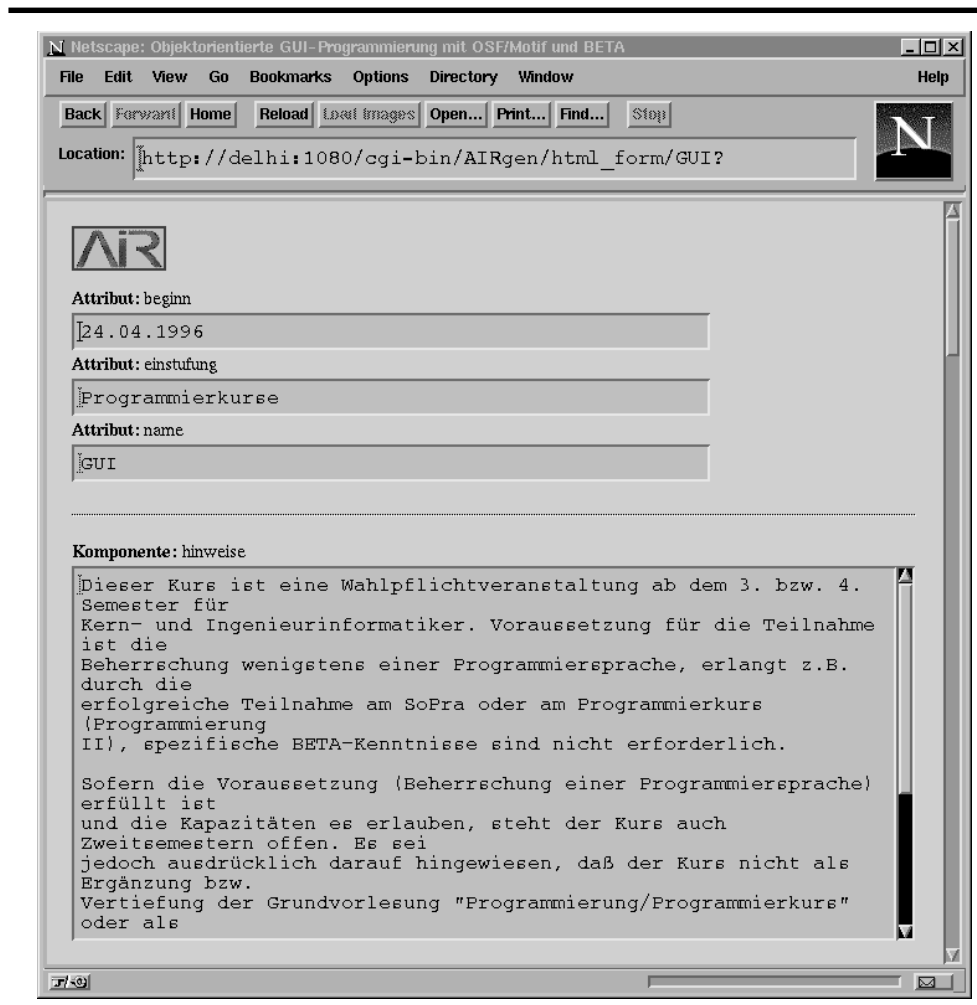 Netscape: Objektorientierte GUI-Programmierung mit OSF/Motif und BETA
File Edit View Go Bookmarks Options Directory Window Help
Back Forward Home Reload Load Images Open... Print... Find... Stop
N
Location: http://delhi:1080/cgi-bin/AIRgen/html_form/GUI?
AiR
Attribut: beginn
24.04.1996
Attribut: einstufung
Programmierkurse
Attribut: name
GUI
Komponente: hinweise
Dieser Kurs ist eine Wahlpflichtveranstaltung ab dem 3. bzw. 4.
Semester für
Kern- und Ingenieurinformatiker. Voraussetzung für die Teilnahme
ist die
Beherrschung wenigstens einer Programmiersprache, erlangt z.B.
durch die
erfolgreiche Teilnahme am SoPra oder am Programmierkurs
(Programmierung
II), spezifische BETA-Kenntnisse sind nicht erforderlich.
Sofern die Voraussetzung (Beherrschung einer Programmiersprache)
erfüllt ist
und die Kapazitäten es erlauben, steht der Kurs auch
Zweitsemestern offen. Es sei
jedoch ausdrücklich darauf hingewiesen, daß der Kurs nicht als
Ergänzung bzw.
Vertiefung der Grundvorlesung "Programmierung/Programmierkurs"
oder als